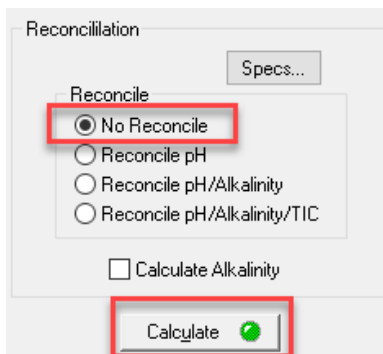 Reconcililation
Specs...
Reconcile
No Reconcile
Reconcile pH
Reconcile pH/Alkalinity
Reconcile pH/Alkalinity/TIC
Calculate Alkalinity
Calculate